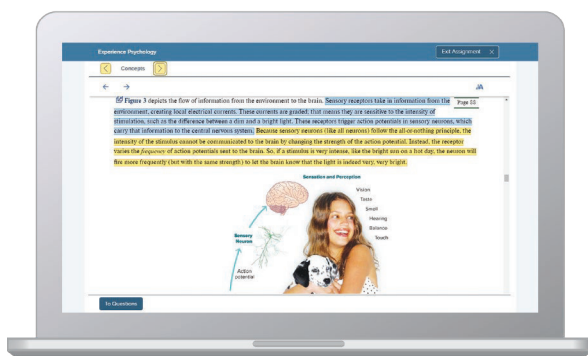 Experience Psychology
Exit Assignment X
Concepts
Page 53
Figure 3 depicts the flow of information from the environment to the brain. Sensory receptors take in information from the
environment, creating local electrical currents. These currents are graded; that means they are sensitive to the intensity of
stimulation, such as the difference between a dim and a bright light. These receptors trigger action potentials in sensory neurons, which
carry that information to the central nervous system. Because sensory neurons (like all neurons) follow the all-or-nothing principle, the
intensity of the stimulus cannot be communicated to the brain by changing the strength of the action potential. Instead, the receptor
varies the frequency of action potentials sent to the brain. So, if a stimulus is very intense, like the bright sun on a hot day, the neuron will
fire more frequently (but with the same strength) to let the brain know that the light is indeed very, very bright.
Sensation and Perception
Vision
Taste
Smell
Hearing
Balance
Touch
Sensory
Neuron
Action
potential
To Questions